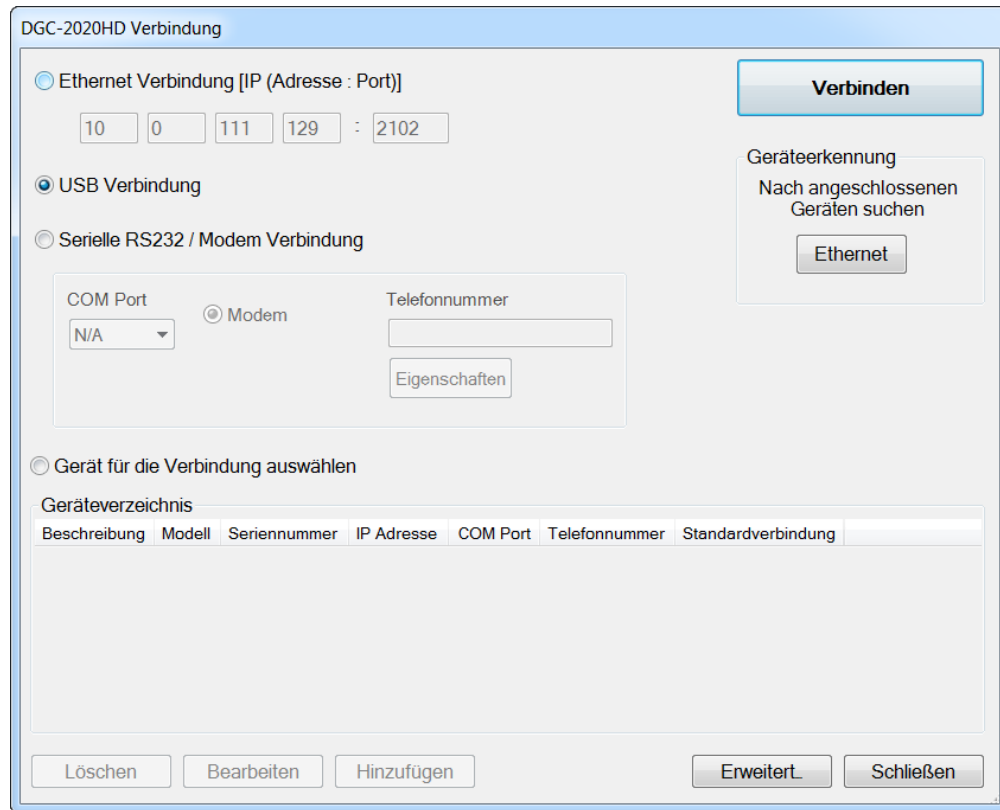 DGC-2020HD Verbindung
Ethernet Verbindung [IP (Adresse : Port)]
10 0 111 129 : 2102
Verbinden
Geräteerkennung
Nach angeschlossenen
Geräten suchen
Ethernet
USB Verbindung
Serielle RS232 / Modem Verbindung
COM Port
N/A
Modem
Telefonnummer
Eigenschaften
Gerät für die Verbindung auswählen
Geräteverzeichnis
Beschreibung Modell Seriennummer IP Adresse COM Port Telefonnummer Standardverbindung
Löschen Bearbeiten Hinzufügen Erweitert... Schließen